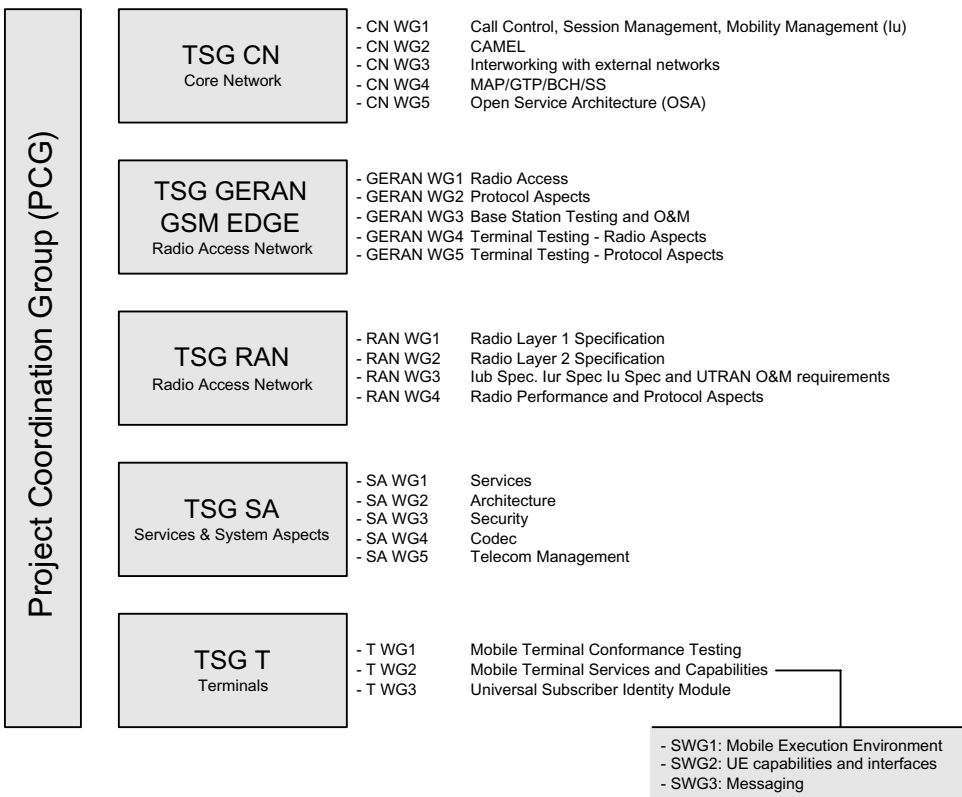 Project Coordination Group (PCG)
TSG CN
Core Network
- CN WG1 Call Control, Session Management, Mobility Management (Iu)
- CN WG2 CAMEL
- CN WG3 Interworking with external networks
- CN WG4 MAP/GTP/BCH/SS
- CN WG5 Open Service Architecture (OSA)
TSG GERAN
GSM EDGE
Radio Access Network
- GERAN WG1 Radio Access
- GERAN WG2 Protocol Aspects
- GERAN WG3 Base Station Testing and O&M
- GERAN WG4 Terminal Testing - Radio Aspects
- GERAN WG5 Terminal Testing - Protocol Aspects
TSG RAN
Radio Access Network
- RAN WG1 Radio Layer 1 Specification
- RAN WG2 Radio Layer 2 Specification
- RAN WG3 Iub Spec. Iur Spec Iu Spec and UTRAN O&M requirements
- RAN WG4 Radio Performance and Protocol Aspects
TSG SA
Services & System Aspects
- SA WG1 Services
- SA WG2 Architecture
- SA WG3 Security
- SA WG4 Codec
- SA WG5 Telecom Management
TSG T
Terminals
- T WG1 Mobile Terminal Conformance Testing
- T WG2 Mobile Terminal Services and Capabilities
- T WG3 Universal Subscriber Identity Module
- SWG1: Mobile Execution Environment
- SWG2: UE capabilities and interfaces
- SWG3: Messaging